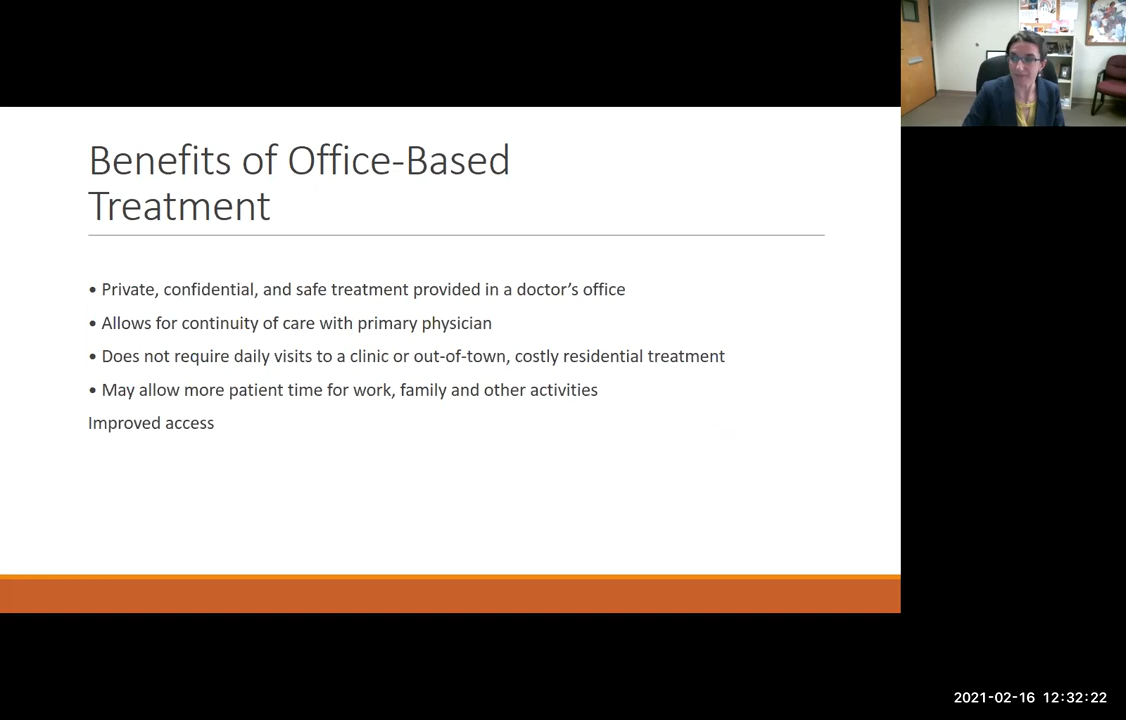 Benefits of Office-Based
Treatment
• Private, confidential, and safe treatment provided in a doctor’s office
• Allows for continuity of care with primary physician
• Does not require daily visits to a clinic or out-of-town, costly residential treatment
• May allow more patient time for work, family and other activities
Improved access
2021-02-16 12:32:22